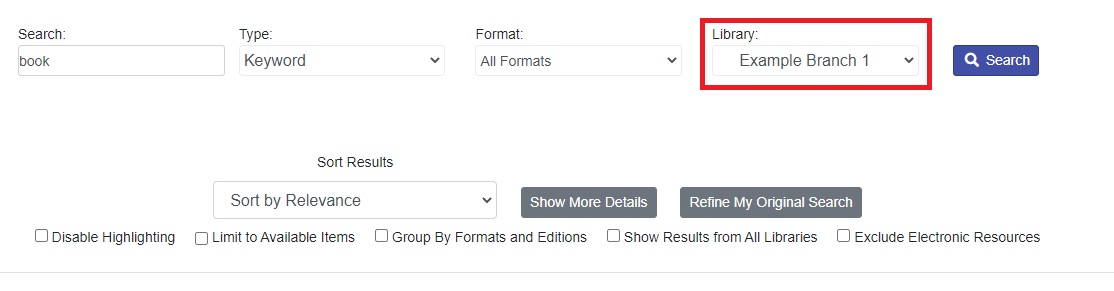 Search: Type: Format: Library:
book Keyword All Formats Example Branch 1 Search
Sort Results
Sort by Relevance Show More Details Refine My Original Search
Disable Highlighting Limit to Available Items Group By Formats and Editions Show Results from All Libraries Exclude Electronic Resources